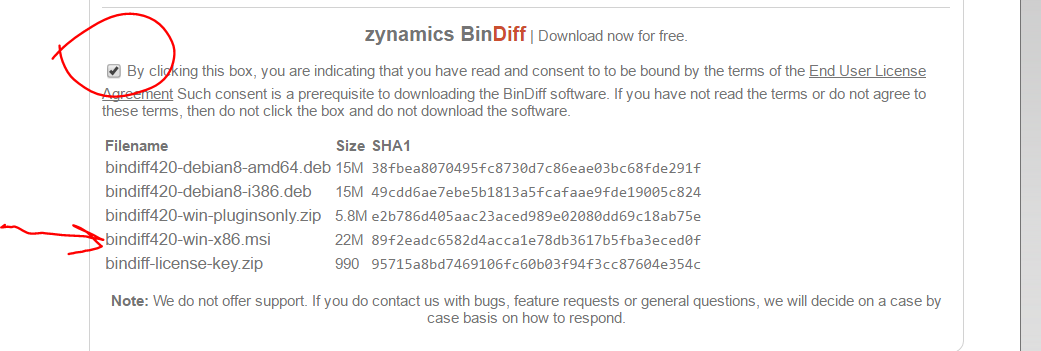 zynamics BinDiff | Download now for free.
By clicking this box, you are indicating that you have read and consent to to be bound by the terms of the End User License
Agreement Such consent is a prerequisite to downloading the BinDiff software. If you have not read the terms or do not agree to
these terms, then do not click the box and do not download the software.
Filename Size SHA1
bindiff420-debian8-amd64.deb 15M 38fbea8070495fc8730d7c86eae03bc68fde291f
bindiff420-debian8-i386.deb 15M 49cdd6ae7ebe5b1813a5fcafaae9fde19005c824
bindiff420-win-pluginsonly.zip 5.8M e2b786d405aac23aced989e02080dd69c18ab75e
bindiff420-win-x86.msi 22M 89f2eadc6582d4acca1e78db3617b5fba3eced0f
bindiff-license-key.zip 990 95715a8bd7469106fc60b03f94f3cc87604e354c
Note: We do not offer support. If you do contact us with bugs, feature requests or general questions, we will decide on a case by
case basis on how to respond.